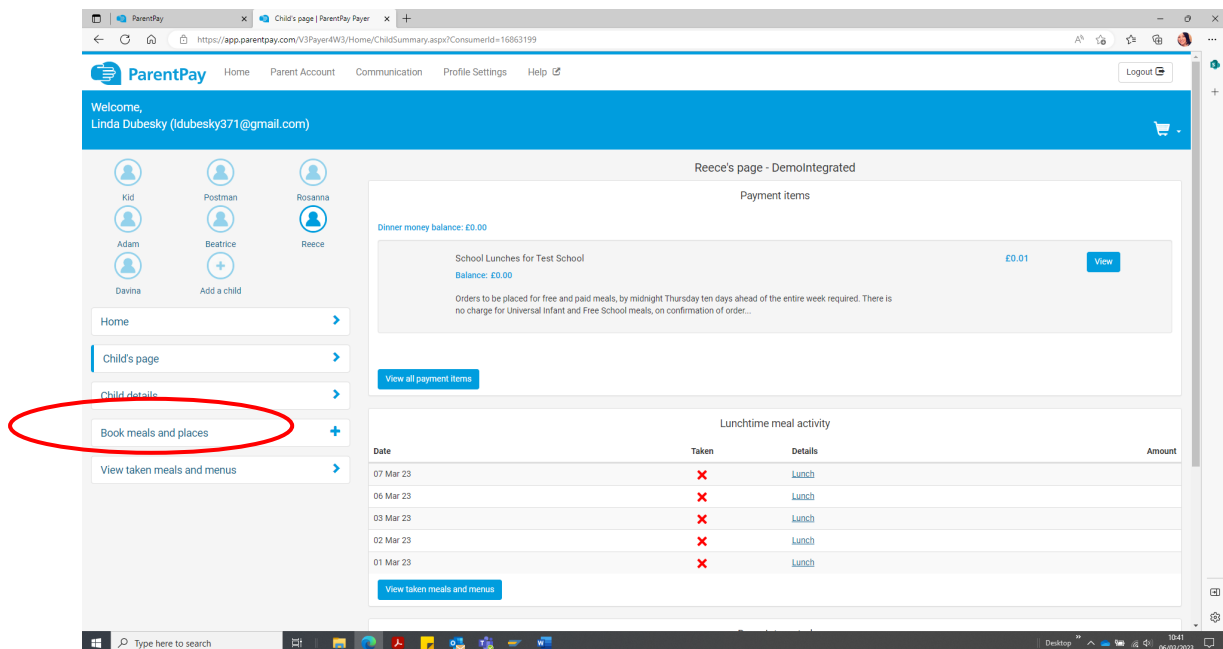 ParentPay
Child's page | ParentPay Payer
https://app.parentpay.com/V3Payer4W3/Home/ChildSummary.aspx?ConsumerId=16863199
ParentPay Home Parent Account Communication Profile Settings Help Logout
Welcome,
Linda Dubesky (ldubesky371@gmail.com)
Kid Postman Rosanna
Adam Beatrice Reece
Davina Add a child
Home
Child's page
Child details
Book meals and places
View taken meals and menus
Reece's page - DemoIntegrated
Payment items
Dinner money balance: £0.00
School Lunches for Test School £0.01 View
Balance: £0.00
Orders to be placed for free and paid meals, by midnight Thursday ten days ahead of the entire week required. There is
no charge for Universal Infant and Free School meals, on confirmation of order...
View all payment items
Lunchtime meal activity
Date Taken Details Amount
07 Mar 23 Lunch
06 Mar 23 Lunch
03 Mar 23 Lunch
02 Mar 23 Lunch
01 Mar 23 Lunch
View taken meals and menus
Type here to search
Desktop
10:41
06/03/2023